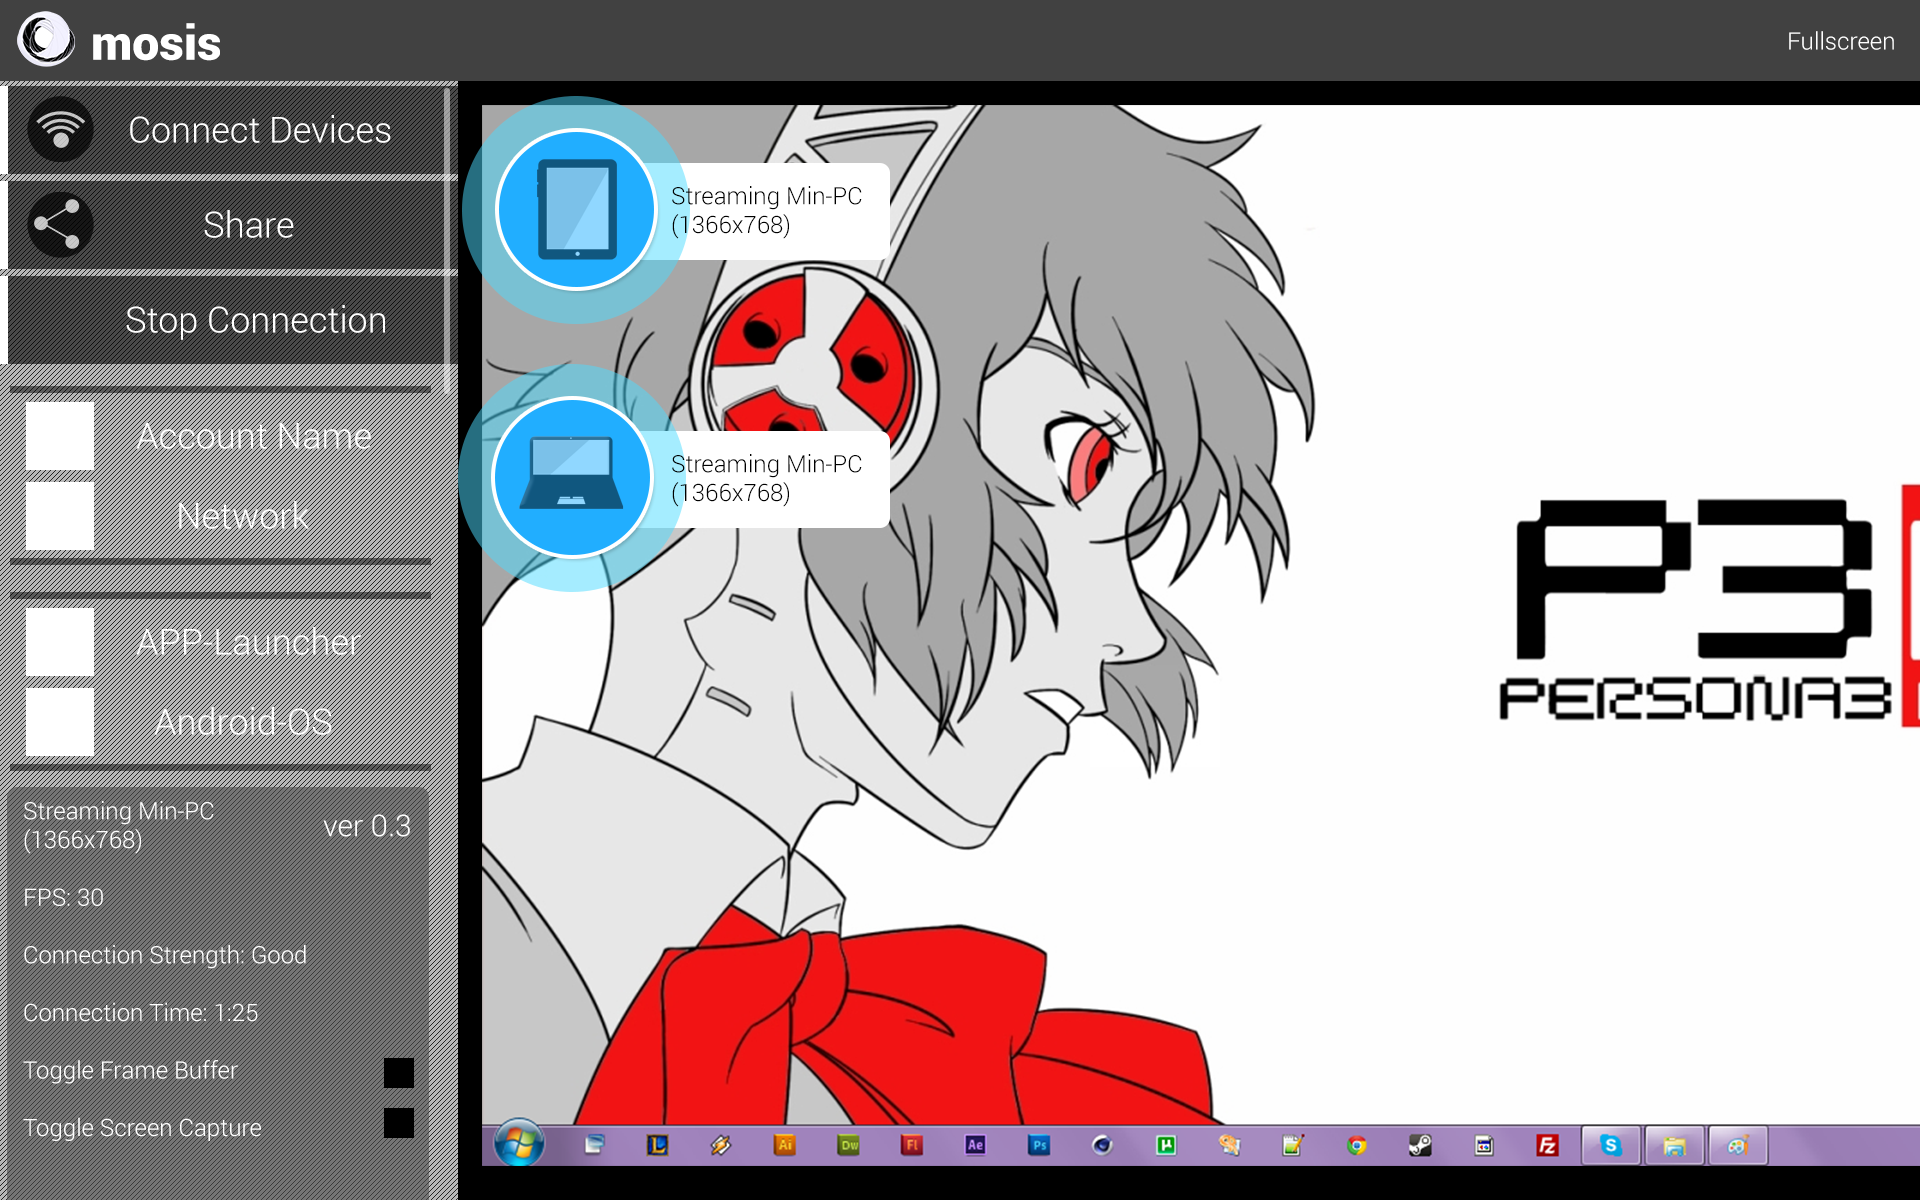 mosis
Fullscreen
Connect Devices
Share
Stop Connection
Account Name
Network
APP-Launcher
Android-OS
Streaming Min-PC
(1366x768)
ver 0.3
FPS: 30
Connection Strength: Good
Connection Time: 1:25
Toggle Frame Buffer
Toggle Screen Capture
Streaming Min-PC
(1366x768)
Streaming Min-PC
(1366x768)
P3
PERSONA3
L
Ai
Dw
Fl
Ae
Ps
µ
S
Fz